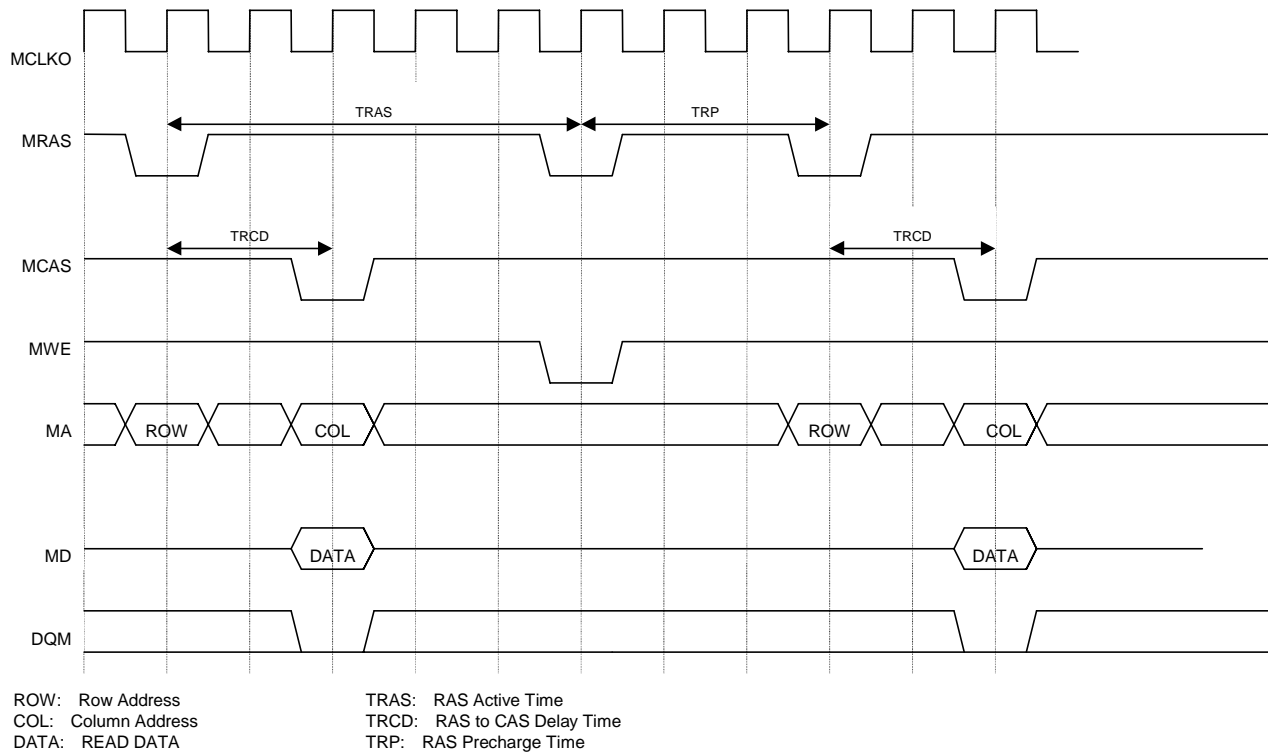 MCLKO
TRAS TRP
MRAS
TRCD TRCD
MCAS
MWE
MA ROW COL ROW COL
MD DATA DATA
DQM
ROW: Row Address TRAS: RAS Active Time
COL: Column Address TRCD: RAS to CAS Delay Time
DATA: READ DATA TRP: RAS Precharge Time